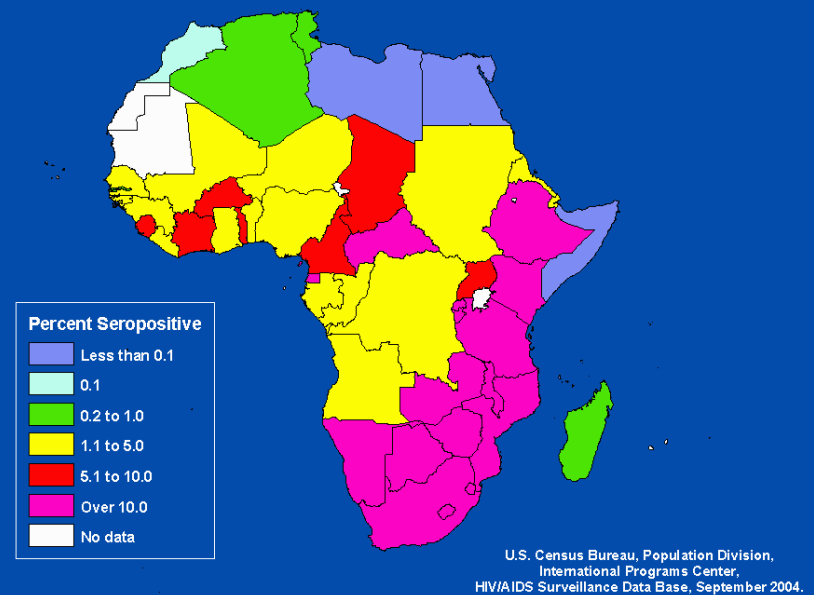 Percent Seropositive
Less than 0.1
0.1
0.2 to 1.0
1.1 to 5.0
5.1 to 10.0
Over 10.0
No data
U.S. Census Bureau, Population Division,
International Programs Center,
HIV/AIDS Surveillance Data Base, September 2004.